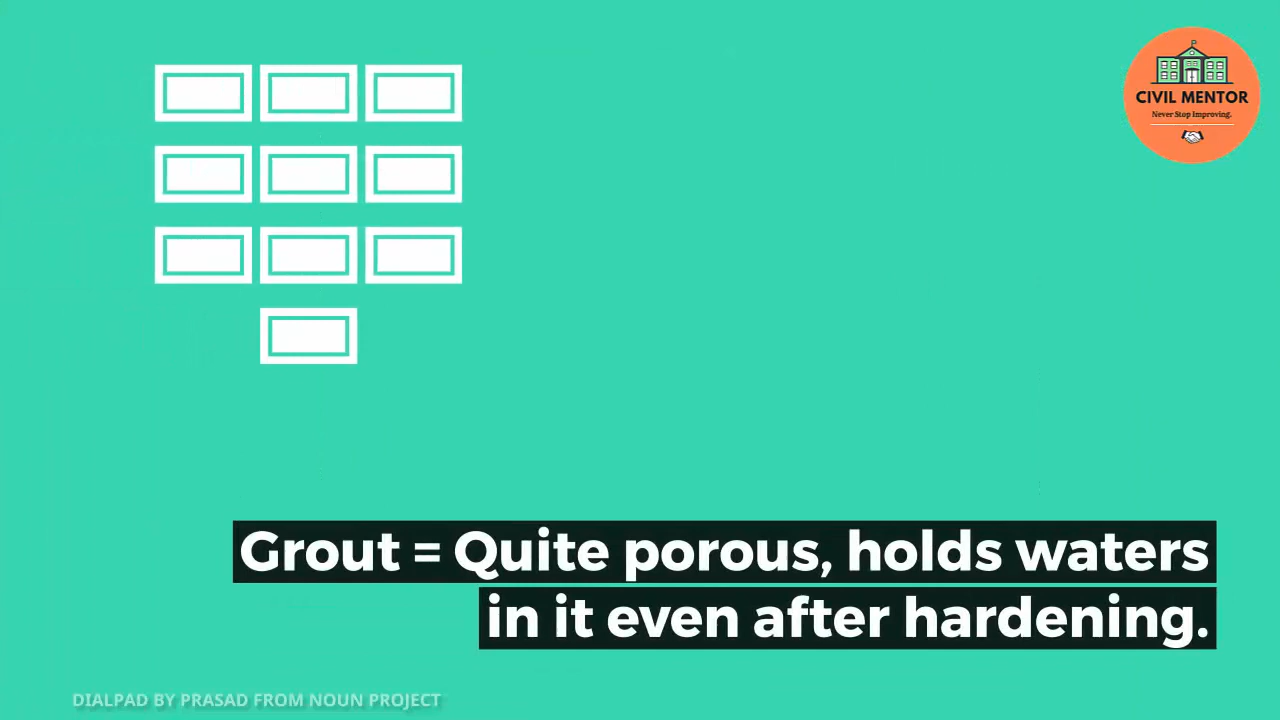 CIVIL MENTOR
Never Stop Improving.
Grout = Quite porous, holds waters
in it even after hardening.
DIALPAD BY PRASAD FROM NOUN PROJECT